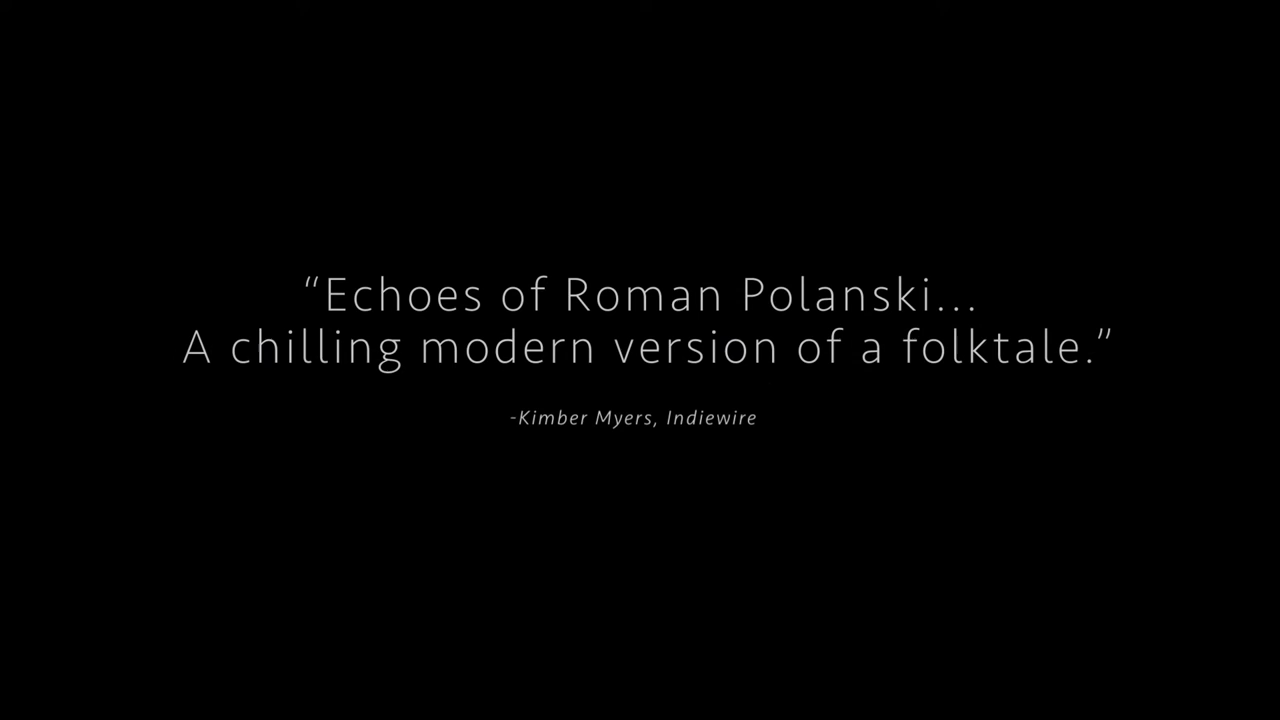 “Echoes of Roman Polanski...
A chilling modern version of a folktale.”
-Kimber Myers, Indiewire